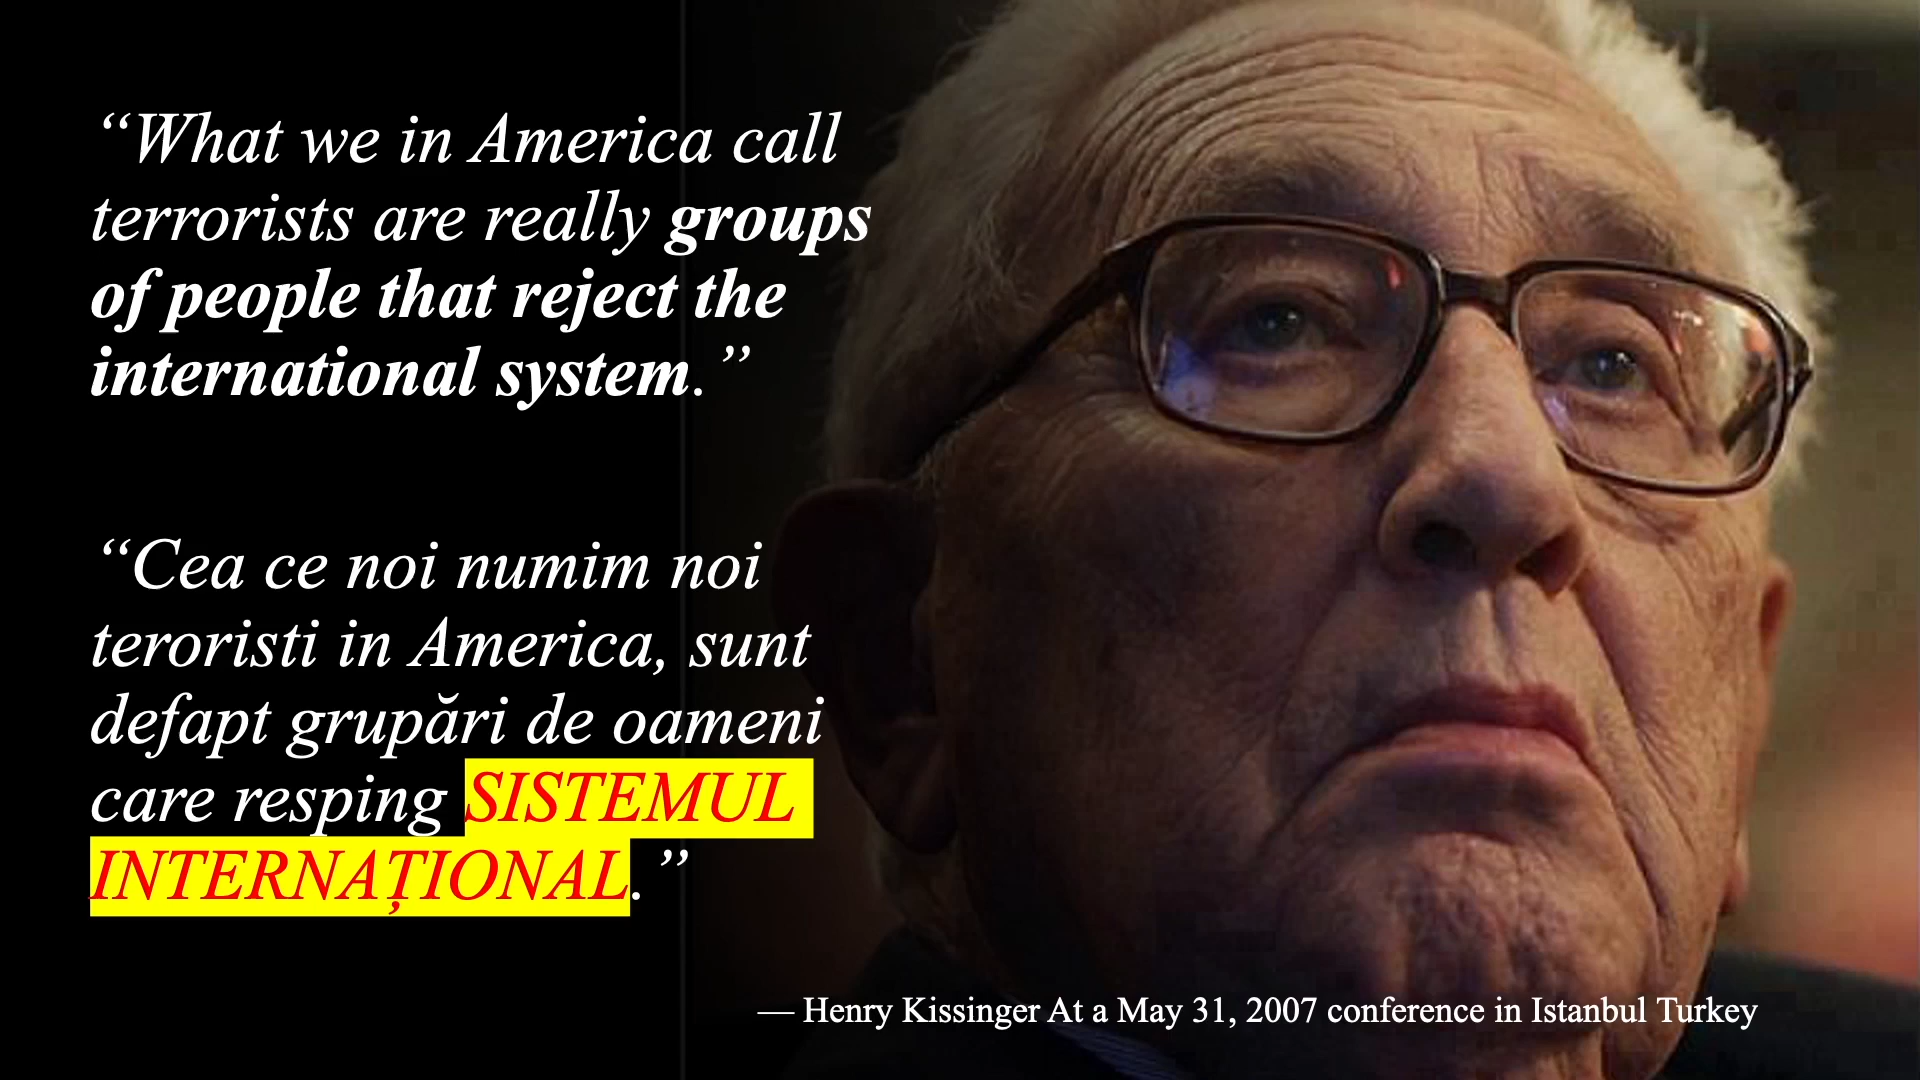 “What we in America call
terrorists are really groups
of people that reject the
international system.”
“Cea ce noi numim noi
teroristi in America, sunt
defapt grupări de oameni
care resping SISTEMUL
INTERNAȚIONAL.”
— Henry Kissinger At a May 31, 2007 conference in Istanbul Turkey